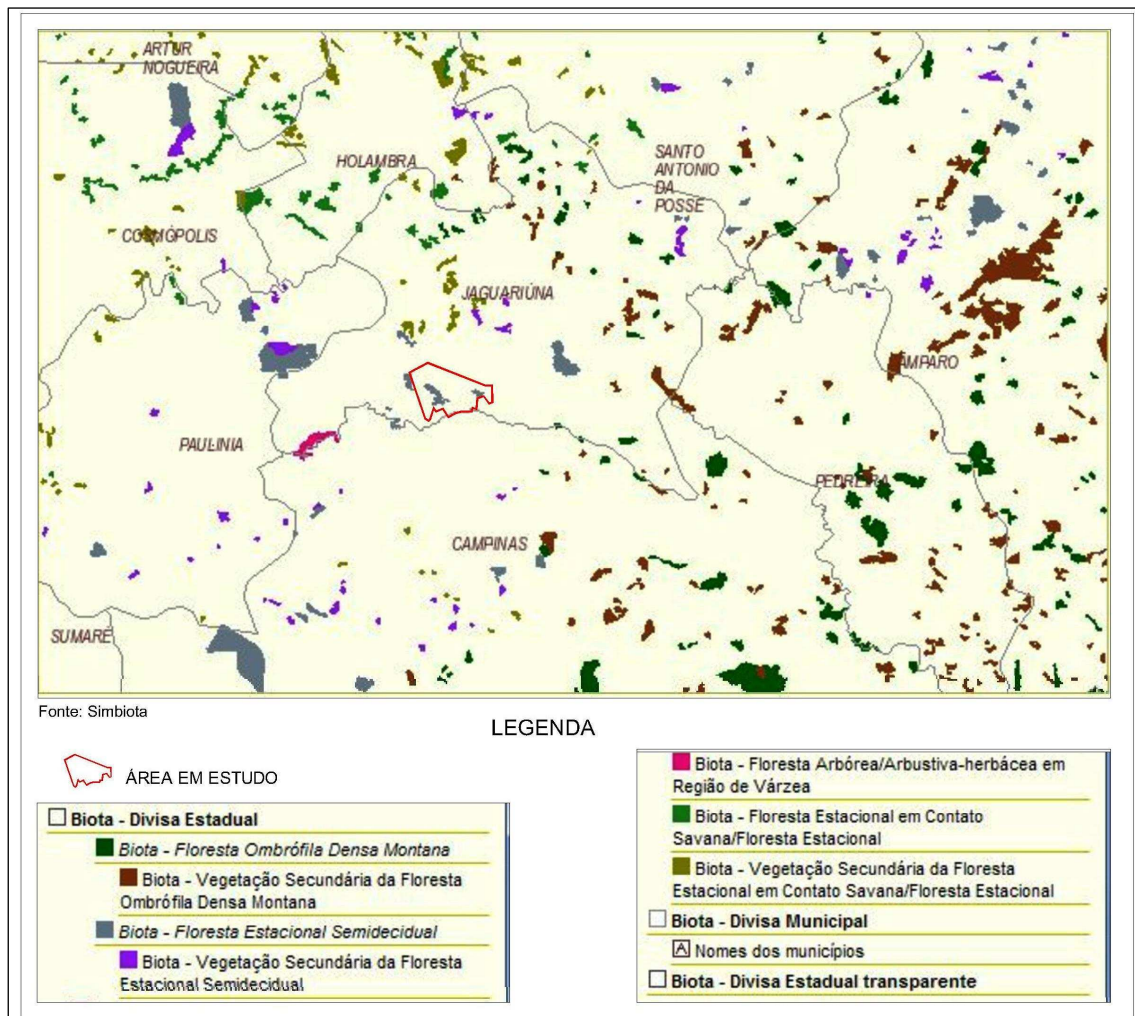 ARTUR
NOGUEIRA
HOLAMBRA
SANTO
ANTONIO
DA
POSSE
COSMÓPOLIS
JAGUARIÚNA
AMPARO
PAULINIA
PEDREIRA
CAMPINAS
SUMARÉ
Fonte: Simbiota
LEGENDA
ÁREA EM ESTUDO
Biota - Divisa Estadual
Biota - Floresta Ombrófila Densa Montana
Biota - Vegetação Secundária da Floresta
Ombrófila Densa Montana
Biota - Floresta Estacional Semidecidual
Biota - Vegetação Secundária da Floresta
Estacional Semidecidual
Biota - Floresta Arbórea/Arbustiva-herbácea em
Região de Várzea
Biota - Floresta Estacional em Contato
Savana/Floresta Estacional
Biota - Vegetação Secundária da Floresta
Estacional em Contato Savana/Floresta Estacional
Biota - Divisa Municipal
A Nomes dos municípios
Biota - Divisa Estadual transparente